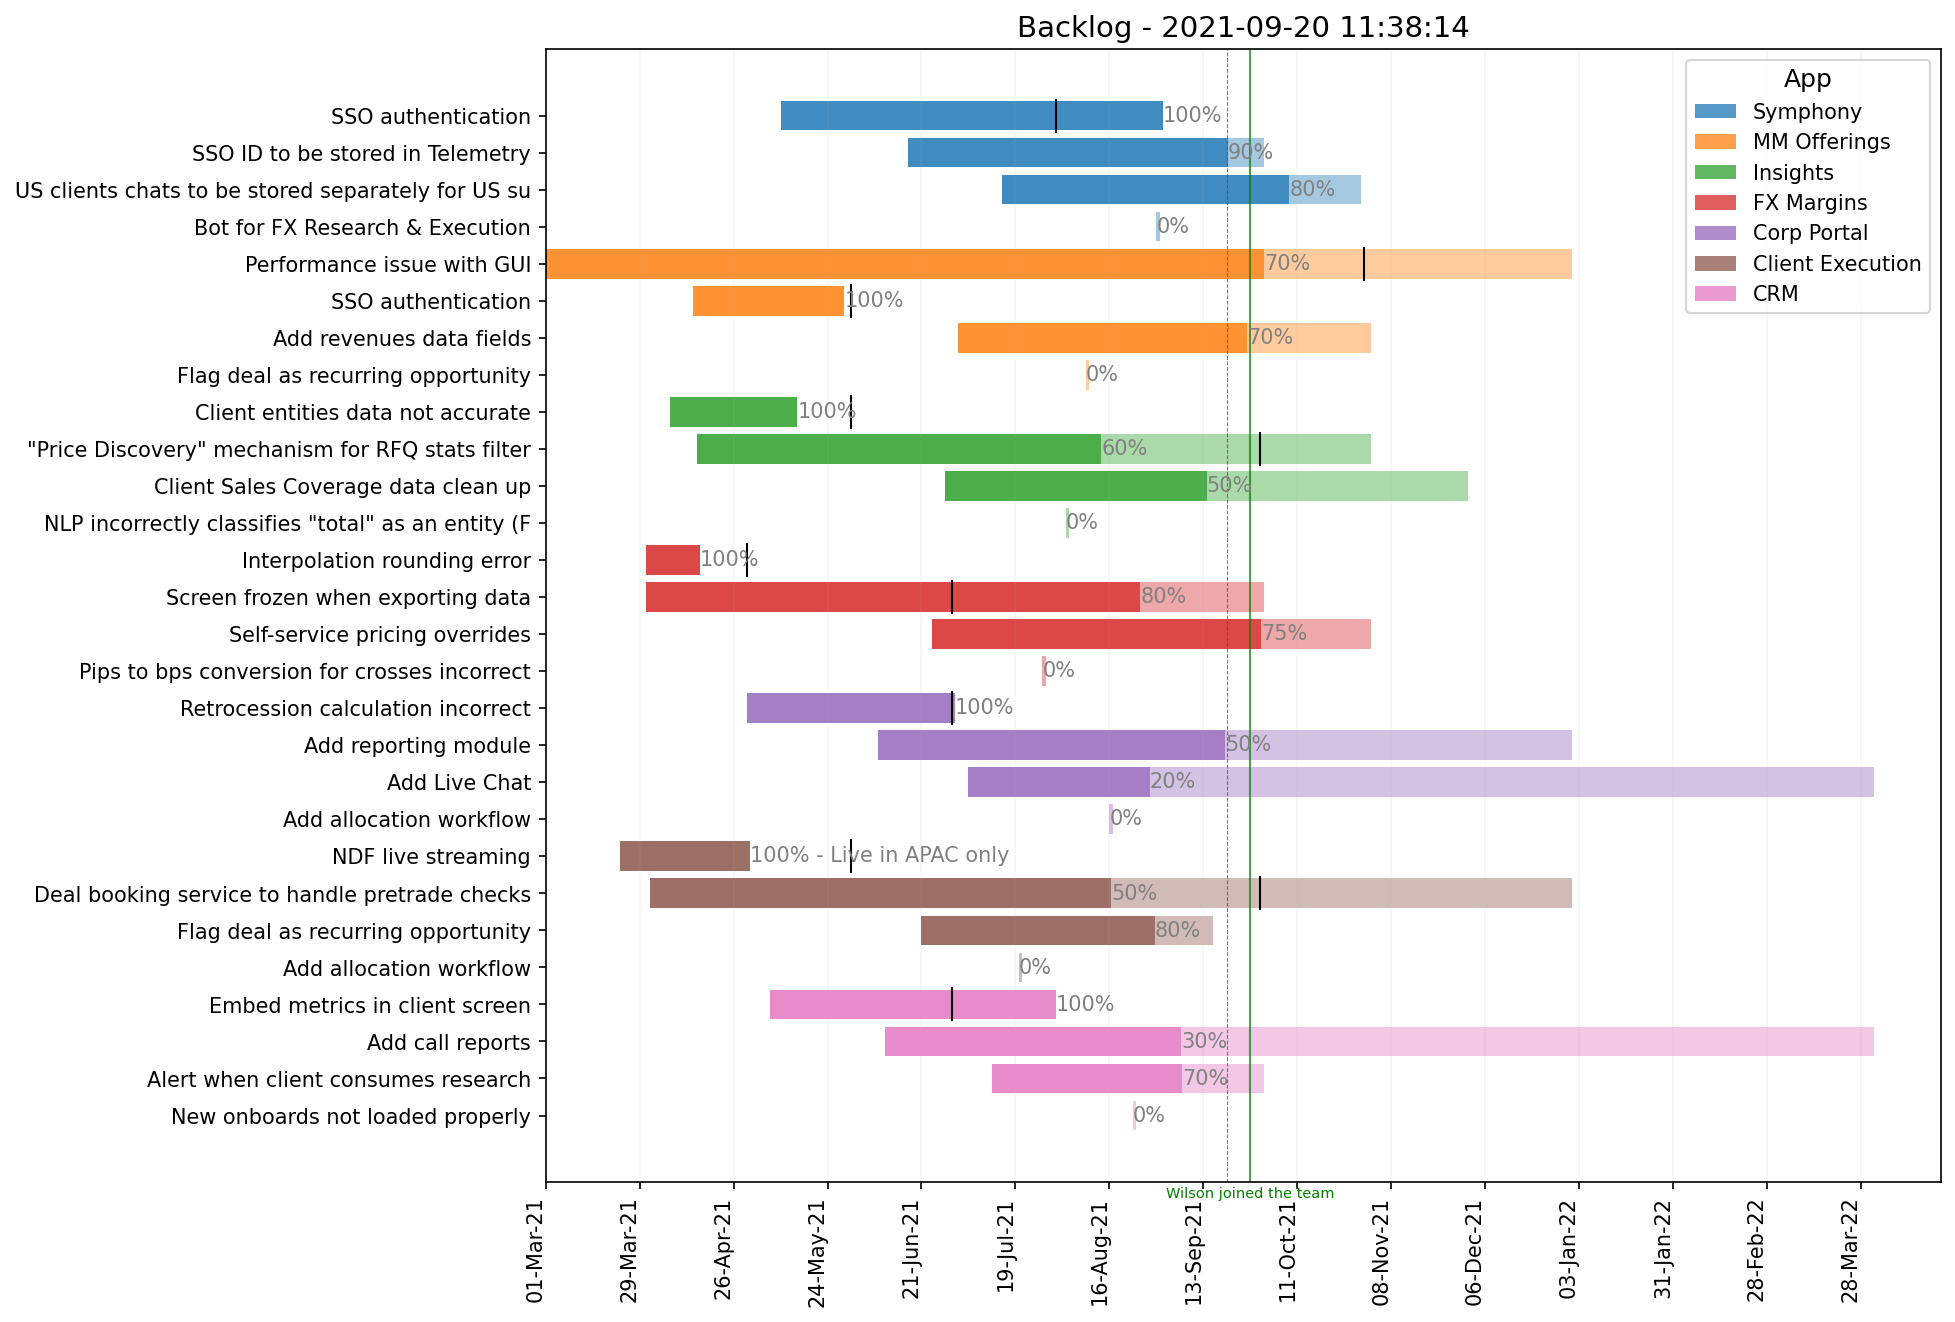 Backlog - 2021-09-20 11:38:14
App
Symphony
MM Offerings
Insights
FX Margins
Corp Portal
Client Execution
CRM
SSO authentication 100%
SSO ID to be stored in Telemetry 90%
US clients chats to be stored separately for US su 80%
Bot for FX Research & Execution 0%
Performance issue with GUI 70%
SSO authentication 100%
Add revenues data fields 70%
Flag deal as recurring opportunity 0%
Client entities data not accurate 100%
"Price Discovery" mechanism for RFQ stats filter 60%
Client Sales Coverage data clean up 50%
NLP incorrectly classifies "total" as an entity (F 0%
Interpolation rounding error 100%
Screen frozen when exporting data 80%
Self-service pricing overrides 75%
Pips to bps conversion for crosses incorrect 0%
Retrocession calculation incorrect 100%
Add reporting module 50%
Add Live Chat 20%
Add allocation workflow 0%
NDF live streaming 100% - Live in APAC only
Deal booking service to handle pretrade checks 50%
Flag deal as recurring opportunity 80%
Add allocation workflow 0%
Embed metrics in client screen 100%
Add call reports 30%
Alert when client consumes research 70%
New onboards not loaded properly 0%
Wilson joined the team
01-Mar-21
29-Mar-21
26-Apr-21
24-May-21
21-Jun-21
19-Jul-21
16-Aug-21
13-Sep-21
11-Oct-21
08-Nov-21
06-Dec-21
03-Jan-22
31-Jan-22
28-Feb-22
28-Mar-22